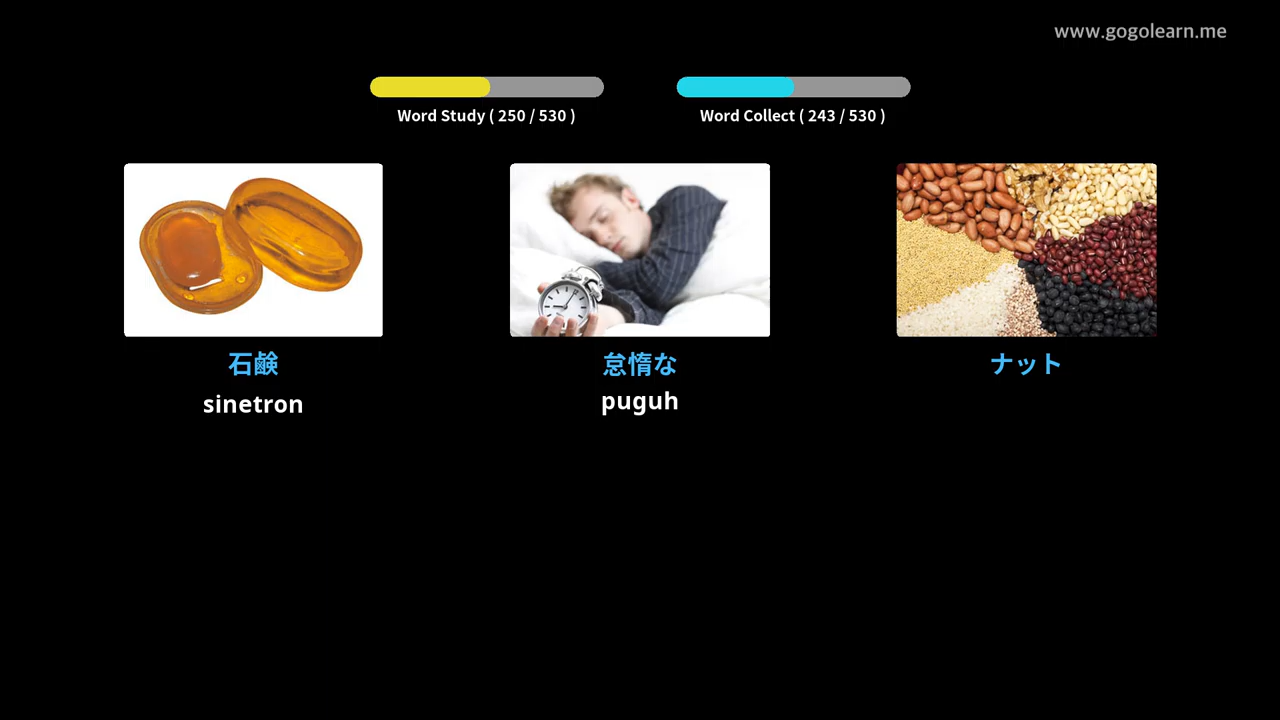 www.gogolearn.me
Word Study ( 250 / 530 )
Word Collect ( 243 / 530 )
石鹸
怠惰な
ナット
sinetron
puguh